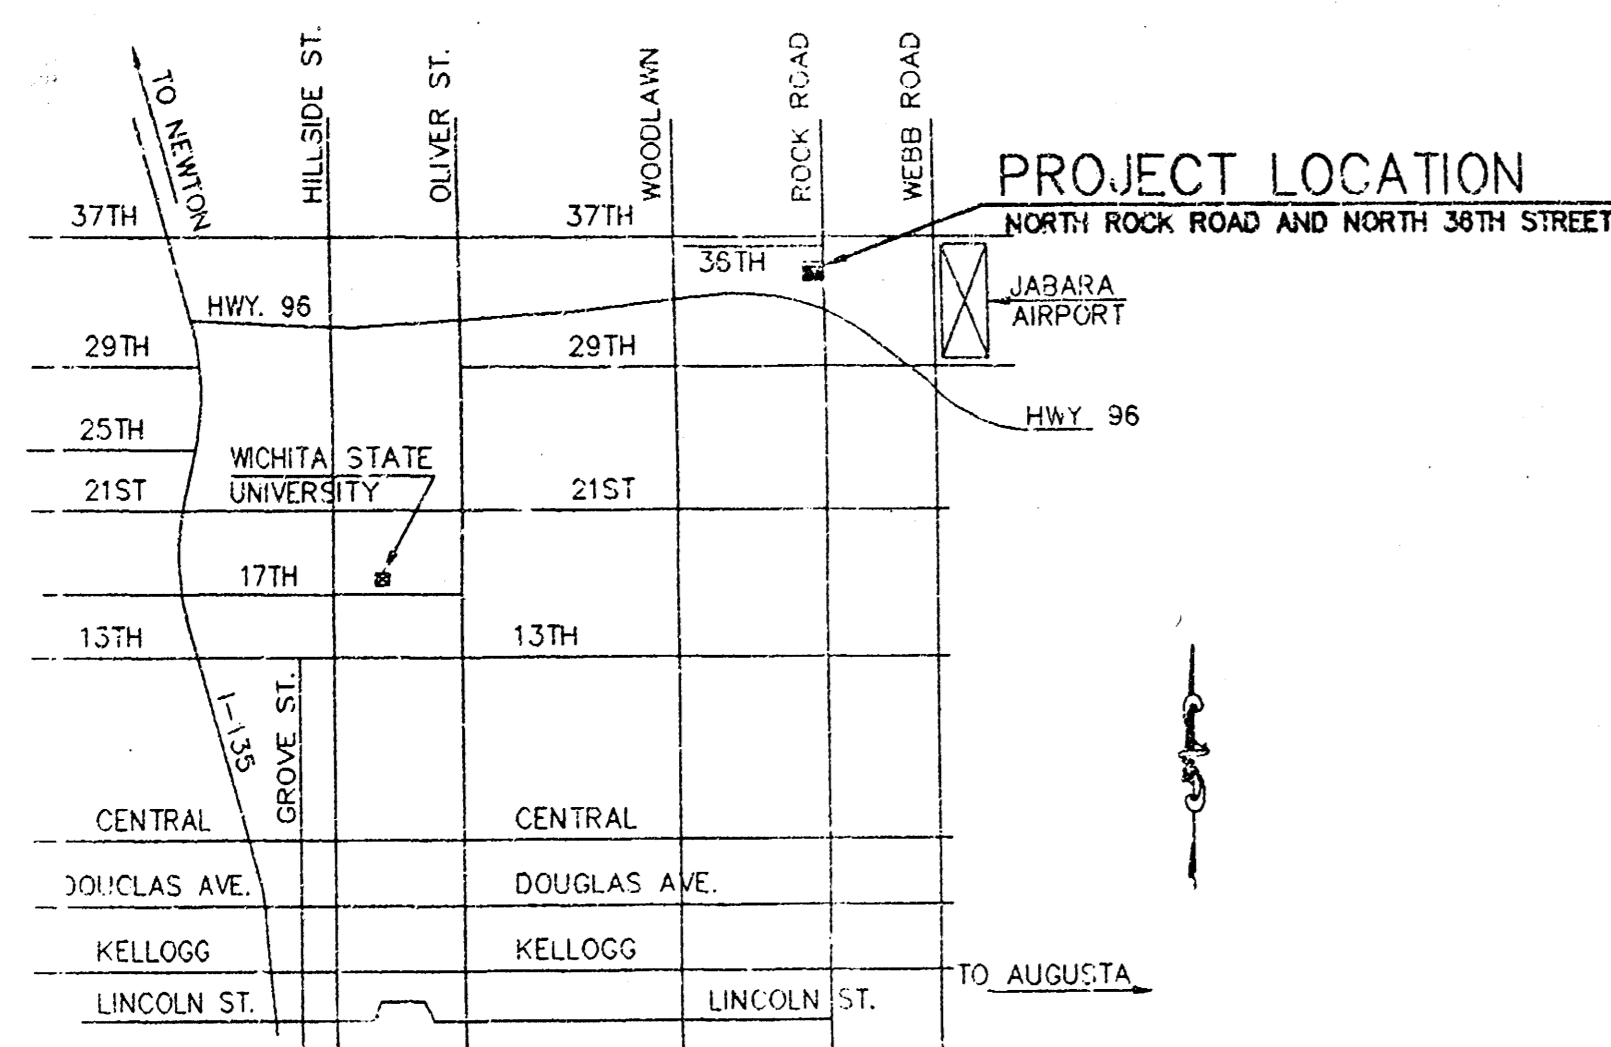 TO NEWTON
HILLSIDE ST.
OLIVER ST.
WOODLAWN
ROCK ROAD
WEBB ROAD
PROJECT LOCATION
NORTH ROCK ROAD AND NORTH 36TH STREET
37TH
37TH
36TH
JABARA
AIRPORT
HWY. 96
29TH
29TH
HWY 96
25TH
WICHITA STATE
UNIVERSITY
21ST
21ST
17TH
13TH
13TH
I-135
GROVE ST.
CENTRAL
CENTRAL
DOUGLAS AVE.
DOUGLAS AVE.
KELLOGG
KELLOGG
TO AUGUSTA
LINCOLN ST.
LINCOLN ST.